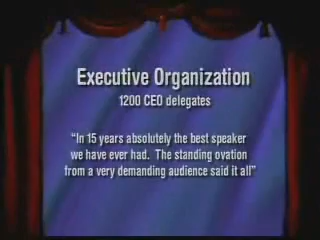 Executive Organization
1200 CEO delegates
"In 15 years absolutely the best speaker
we have ever had. The standing ovation
from a very demanding audience said it all"